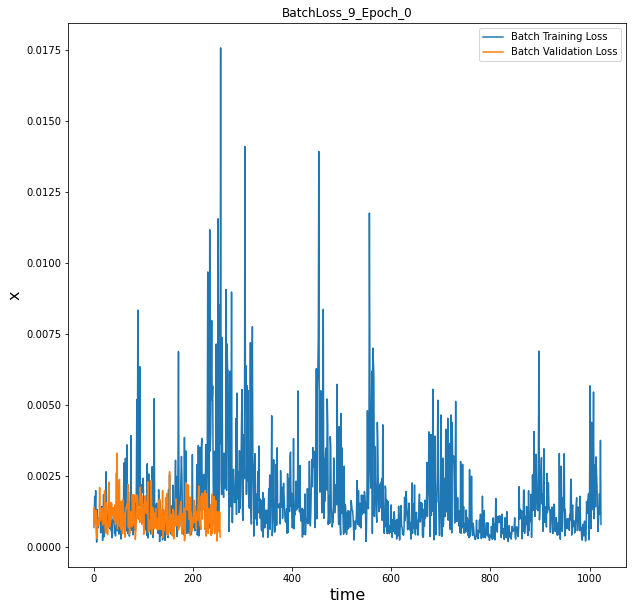 BatchLoss_9_Epoch_0
Batch Training Loss
Batch Validation Loss
0.0175
0.0150
0.0125
0.0100
0.0075
0.0050
0.0025
0.0000
x
0 200 400 600 800 1000
time